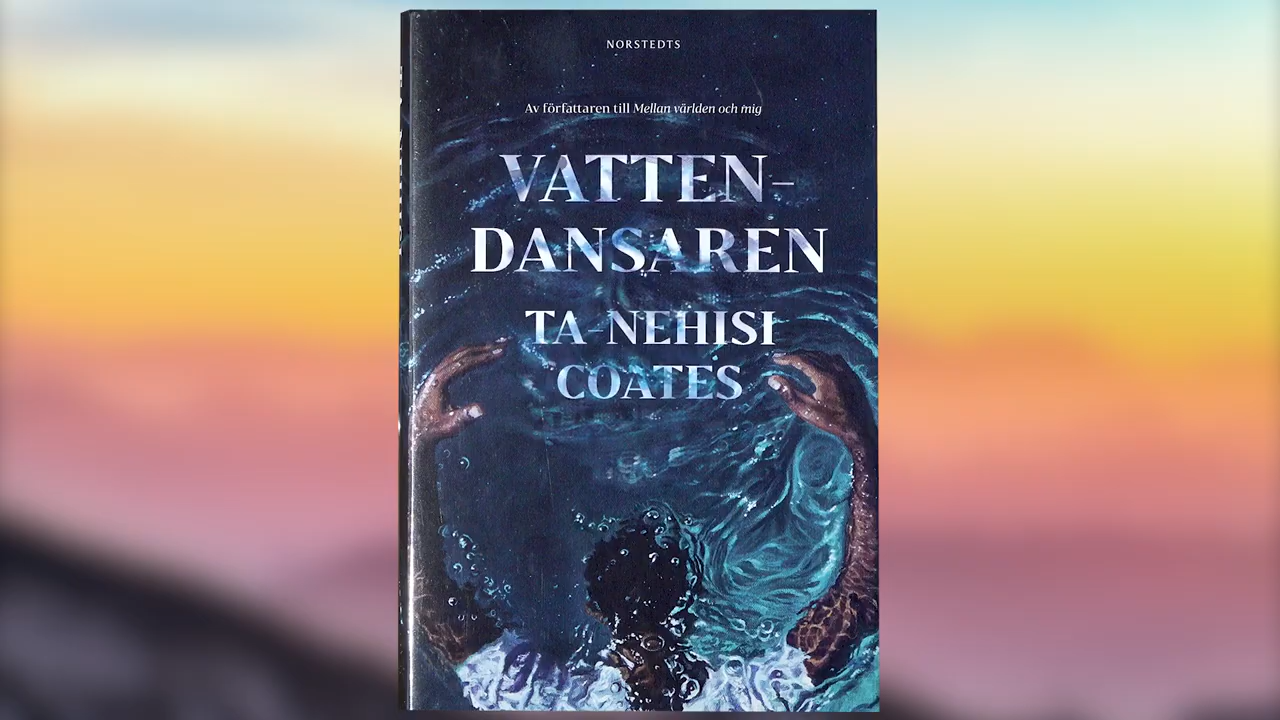 NORSTEDTS
Av författaren till Mellan världen och mig
VATTEN-
DANSAREN
TA-NEHISI
COATES